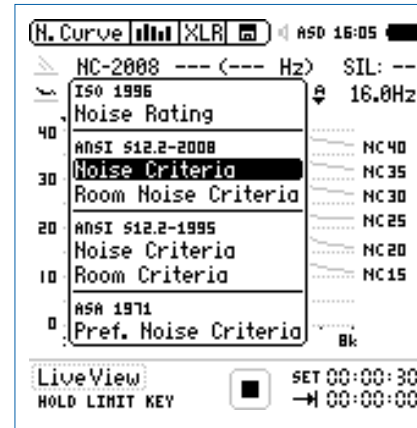 N. Curve XLR ASD 16:05
NC-2008 --- (--- Hz) SIL: --
ISO 1996
Noise Rating
16.0Hz
40
ANSI S12.2-2008
NC40
Noise Criteria
NC35
30
Room Noise Criteria
NC30
NC25
20
ANSI S12.2-1995
Noise Criteria
NC20
10
Room Criteria
NC15
ASA 1971
0
Pref. Noise Criteria
8k
LiveView
SET 00:00:30
HOLD LIMIT KEY
00:00:00